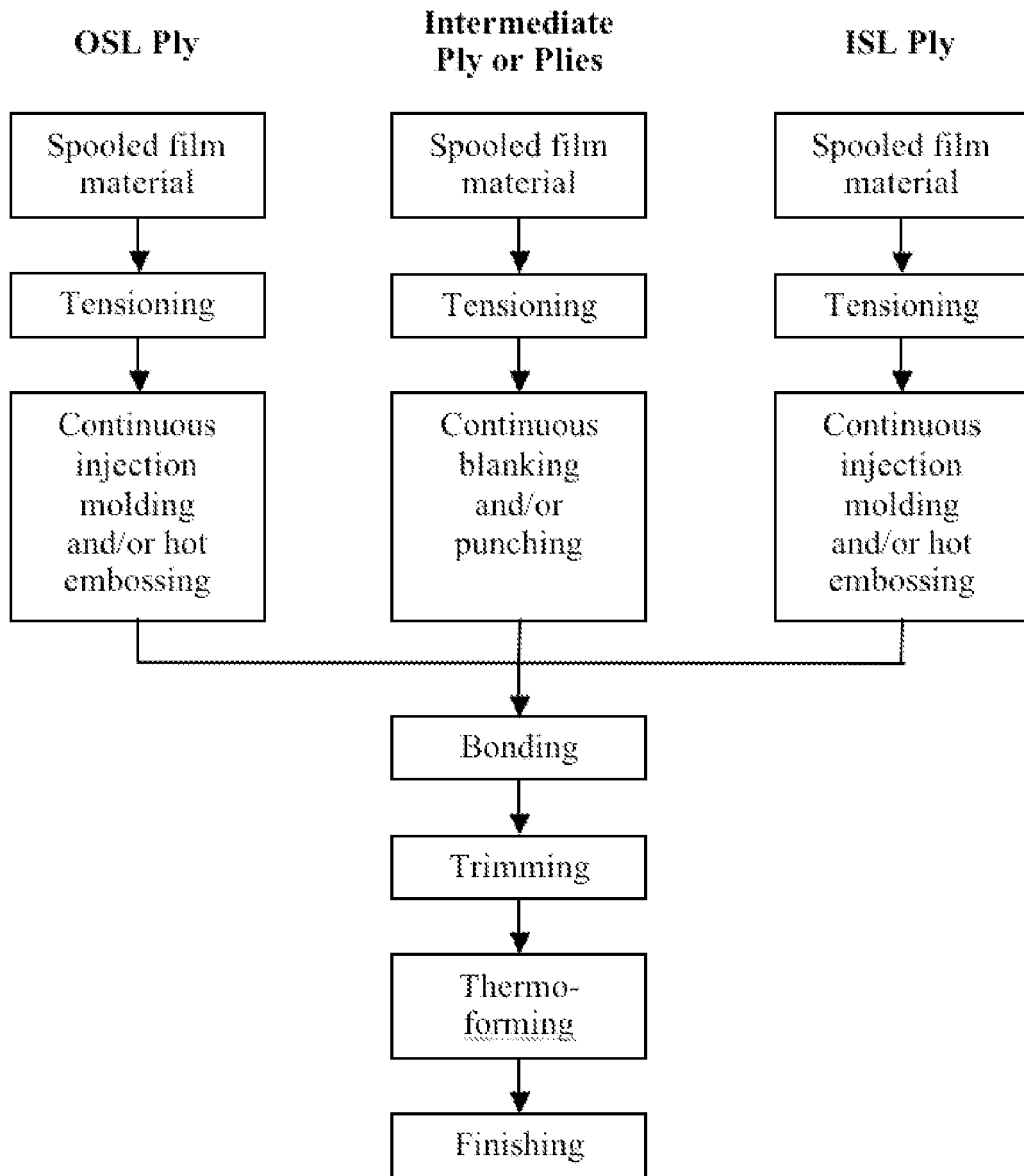 OSL Ply
Intermediate
Ply or Plies
ISL Ply
Spooled film
material
Spooled film
material
Spooled film
material
Tensioning
Tensioning
Tensioning
Continuous
injection
molding
and/or hot
embossing
Continuous
blanking
and/or
punching
Continuous
injection
molding
and/or hot
embossing
Bonding
Trimming
Thermo-
forming
Finishing